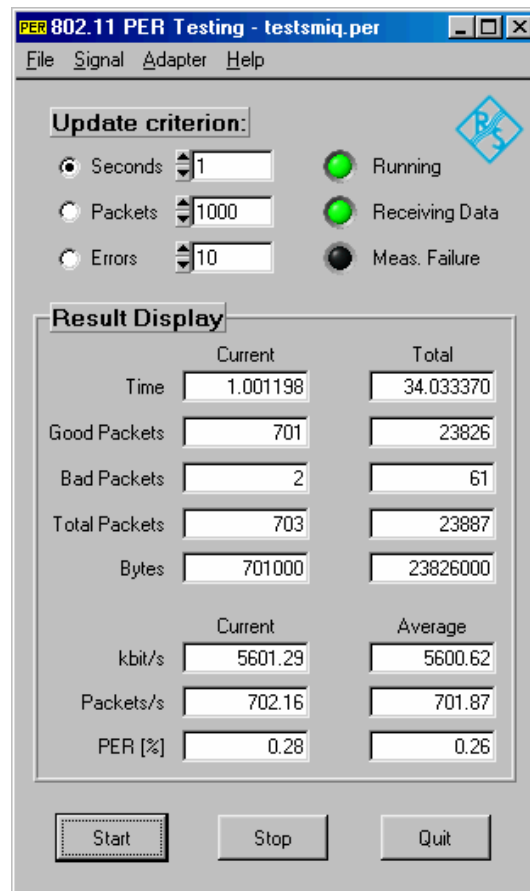 PER 802.11 PER Testing - testsmiq.per
File Signal Adapter Help
Update criterion:
R S
Seconds 1 Running
Packets 1000 Receiving Data
Errors 10 Meas. Failure
Result Display
Current Total
Time 1.001198 34.033370
Good Packets 701 23826
Bad Packets 2 61
Total Packets 703 23887
Bytes 701000 23826000
Current Average
kbit/s 5601.29 5600.62
Packets/s 702.16 701.87
PER [%] 0.28 0.26
Start Stop Quit